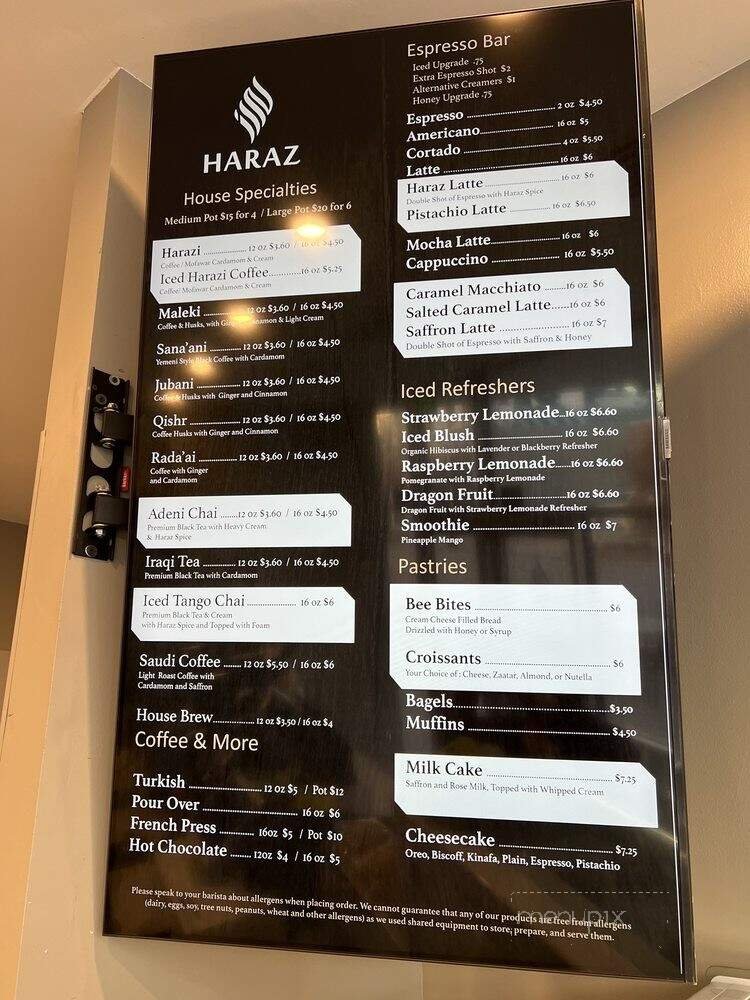 HARAZ
House Specialties
Medium Pot $15 for 4 / Large Pot $20 for 6
Harazi ............ 12 oz $3.60 / 16 oz $4.50
Coffee / Mofawar Cardamom & Cream
Iced Harazi Coffee............16 oz $5.25
Coffee/ Mofawar Cardamom & Cream
Maleki ............ 12 oz $3.60 / 16 oz $4.50
Coffee & Husks, with Ginger, Cinnamon & Light Cream
Sana'ani ............ 12 oz $3.60 / 16 oz $4.50
Yemeni Style Black Coffee with Cardamom
Jubani ............ 12 oz $3.60 / 16 oz $4.50
Coffee & Husks with Ginger and Cinnamon
Qishr ............ 12 oz $3.60 / 16 oz $4.50
Coffee Husks with Ginger and Cinnamon
Rada'ai ............ 12 oz $3.60 / 16 oz $4.50
Coffee with Ginger
and Cardamom
Adeni Chai ......12 oz $3.60 / 16 oz $4.50
Premium Black Tea with Heavy Cream
& Haraz Spice
Iraqi Tea ............ 12 oz $3.60 / 16 oz $4.50
Premium Black Tea with Cardamom
Iced Tango Chai............ 16 oz $6
Premium Black Tea & Cream
with Haraz Spice and Topped with Foam
Saudi Coffee ...... 12 oz $5.50 / 16 oz $6
Light Roast Coffee with
Cardamom and Saffron
House Brew............ 12 oz $3.50 / 16 oz $4
Coffee & More
Turkish ............ 12 oz $5 / Pot $12
Pour Over ............ 16 oz $6
French Press ............ 16oz $5 / Pot $10
Hot Chocolate ...... 12oz $4 / 16 oz $5
Espresso Bar
Iced Upgrade .75
Extra Espresso Shot $2
Alternative Creamers $1
Honey Upgrade .75
Espresso ............ 2 oz $4.50
Americano............ 16 oz $5
Cortado ............ 4 oz $5.50
Latte ............ 16 oz $6
Haraz Latte ............ 16 oz $6
Double Shot of Espresso with Haraz Spice
Pistachio Latte ............ 16 oz $6.50
Mocha Latte............ 16 oz $6
Cappuccino ............ 16 oz $5.50
Caramel Macchiato ......16 oz $6
Salted Caramel Latte......16 oz $6
Saffron Latte ............ 16 oz $7
Double Shot of Espresso with Saffron & Honey
Iced Refreshers
Strawberry Lemonade...16 oz $6.60
Iced Blush ............ 16 oz $6.60
Organic Hibiscus with Lavender or Blackberry Refresher
Raspberry Lemonade......16 oz $6.60
Pomegranate with Raspberry Lemonade
Dragon Fruit............16 oz $6.60
Dragon Fruit with Strawberry Lemonade Refresher
Smoothie ............ 16 oz $7
Pineapple Mango
Pastries
Bee Bites ............ $6
Cream Cheese Filled Bread
Drizzled with Honey or Syrup
Croissants ............ $6
Your Choice of : Cheese, Zaatar, Almond, or Nutella
Bagels............$3.50
Muffins ............ $4.50
Milk Cake ............ $7.25
Saffron and Rose Milk, Topped with Whipped Cream
Cheesecake ............ $7.25
Oreo, Biscoff, Kinafa, Plain, Espresso, Pistachio
Please speak to your barista about allergens when placing order. We cannot guarantee that any of our products are free from allergens
(dairy, eggs, soy, tree nuts, peanuts, wheat and other allergens) as we used shared equipment to store, prepare, and serve them.
menupix